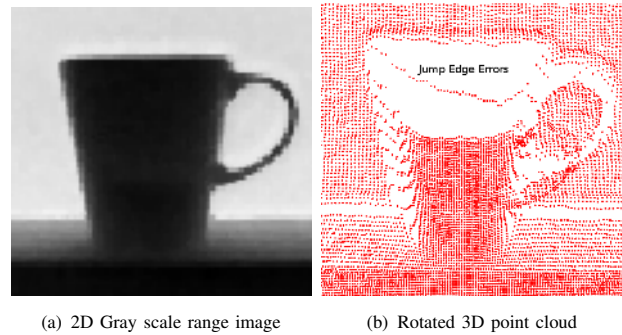 Jump Edge Errors
(a) 2D Gray scale range image
(b) Rotated 3D point cloud